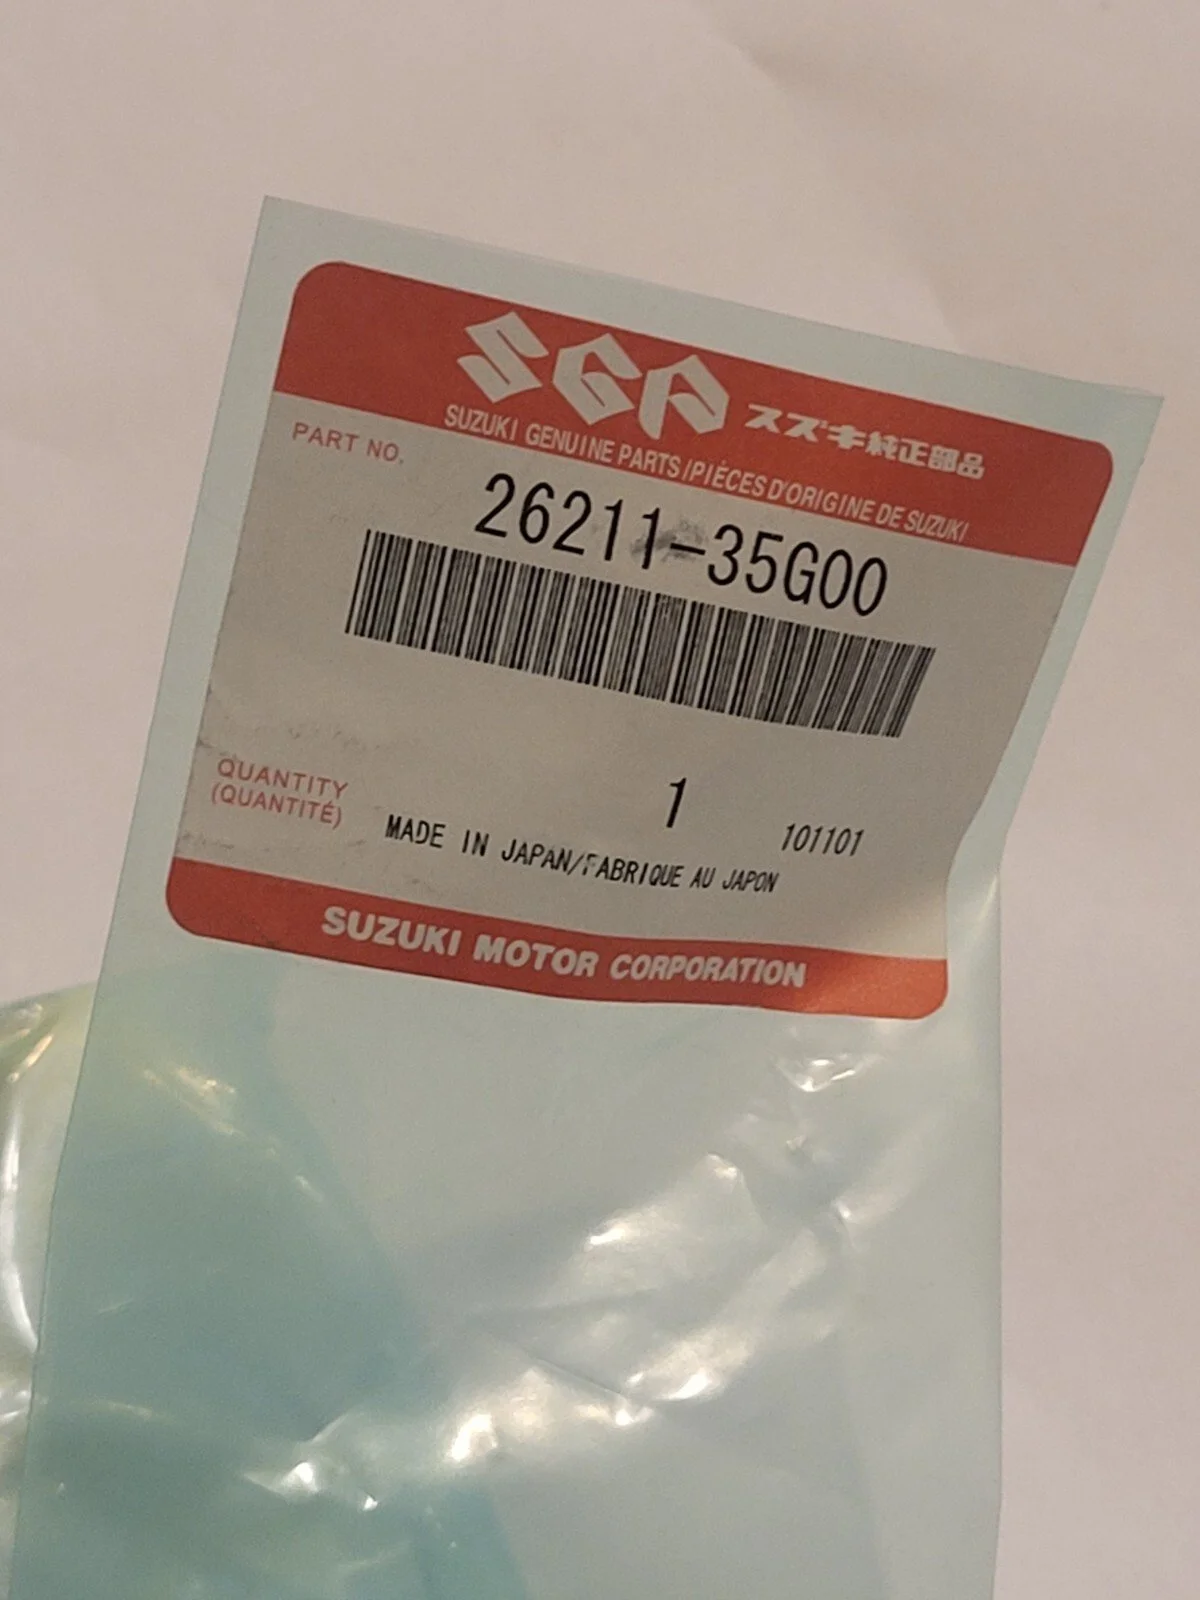 SGP スズキ純正部品
SUZUKI GENUINE PARTS/PIÈCES D'ORIGINE DE SUZUKI
PART NO.
26211-35G00
QUANTITY
(QUANTITÉ)
1
101101
MADE IN JAPAN/FABRIQUE AU JAPON
SUZUKI MOTOR CORPORATION